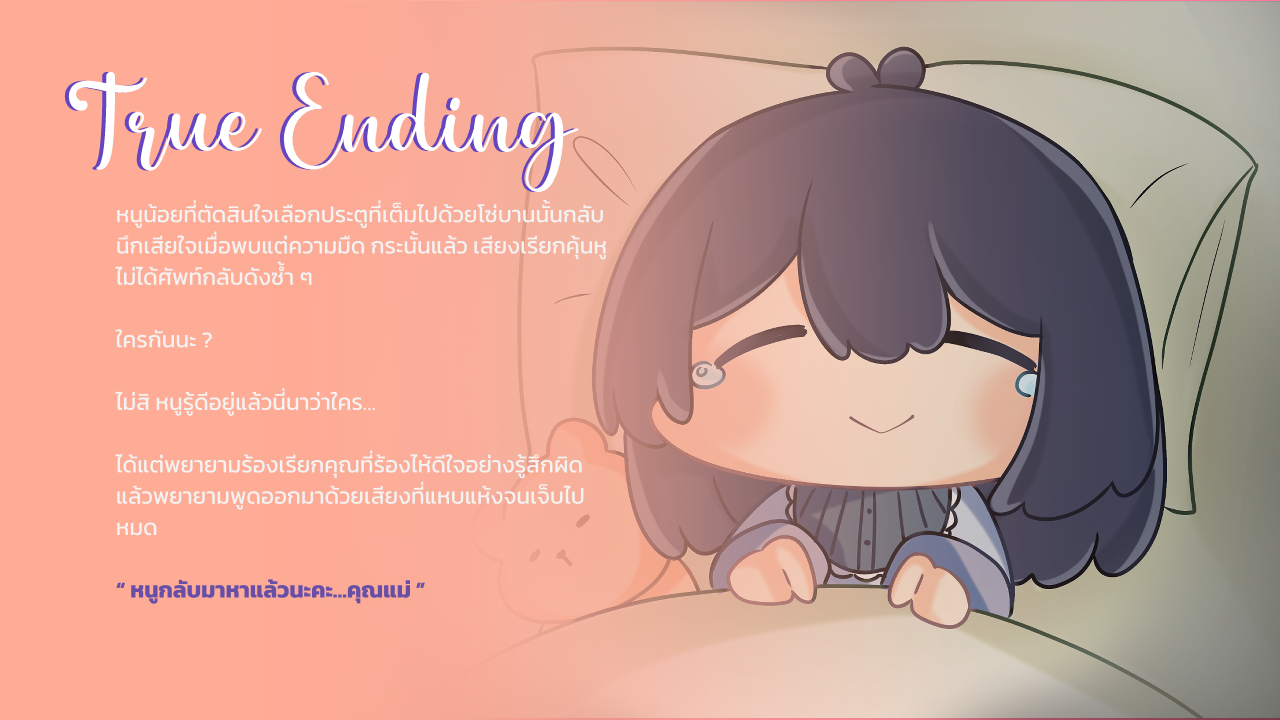 True Ending
หนูน้อยที่ตัดสินใจเลือกประตูที่เต็มไปด้วยโซ่บานนั้นกลับ
นึกเสียใจเมื่อพบแต่ความมืด กระนั้นแล้ว เสียงเรียกคุ้นหู
ไม่ได้ศัพท์กลับดังซ้ำ ๆ
ใครกันนะ ?
ไม่สิ หนูรู้ดีอยู่แล้วนี่นาว่าใคร...
ได้แต่พยายามร้องเรียกคุณที่ร้องไห้ดีใจอย่างรู้สึกผิด
แล้วพยายามพูดออกมาด้วยเสียงที่แหบแห้งจนเจ็บไป
หมด
“ หนูกลับมาหาแล้วนะคะ...คุณแม่ ”